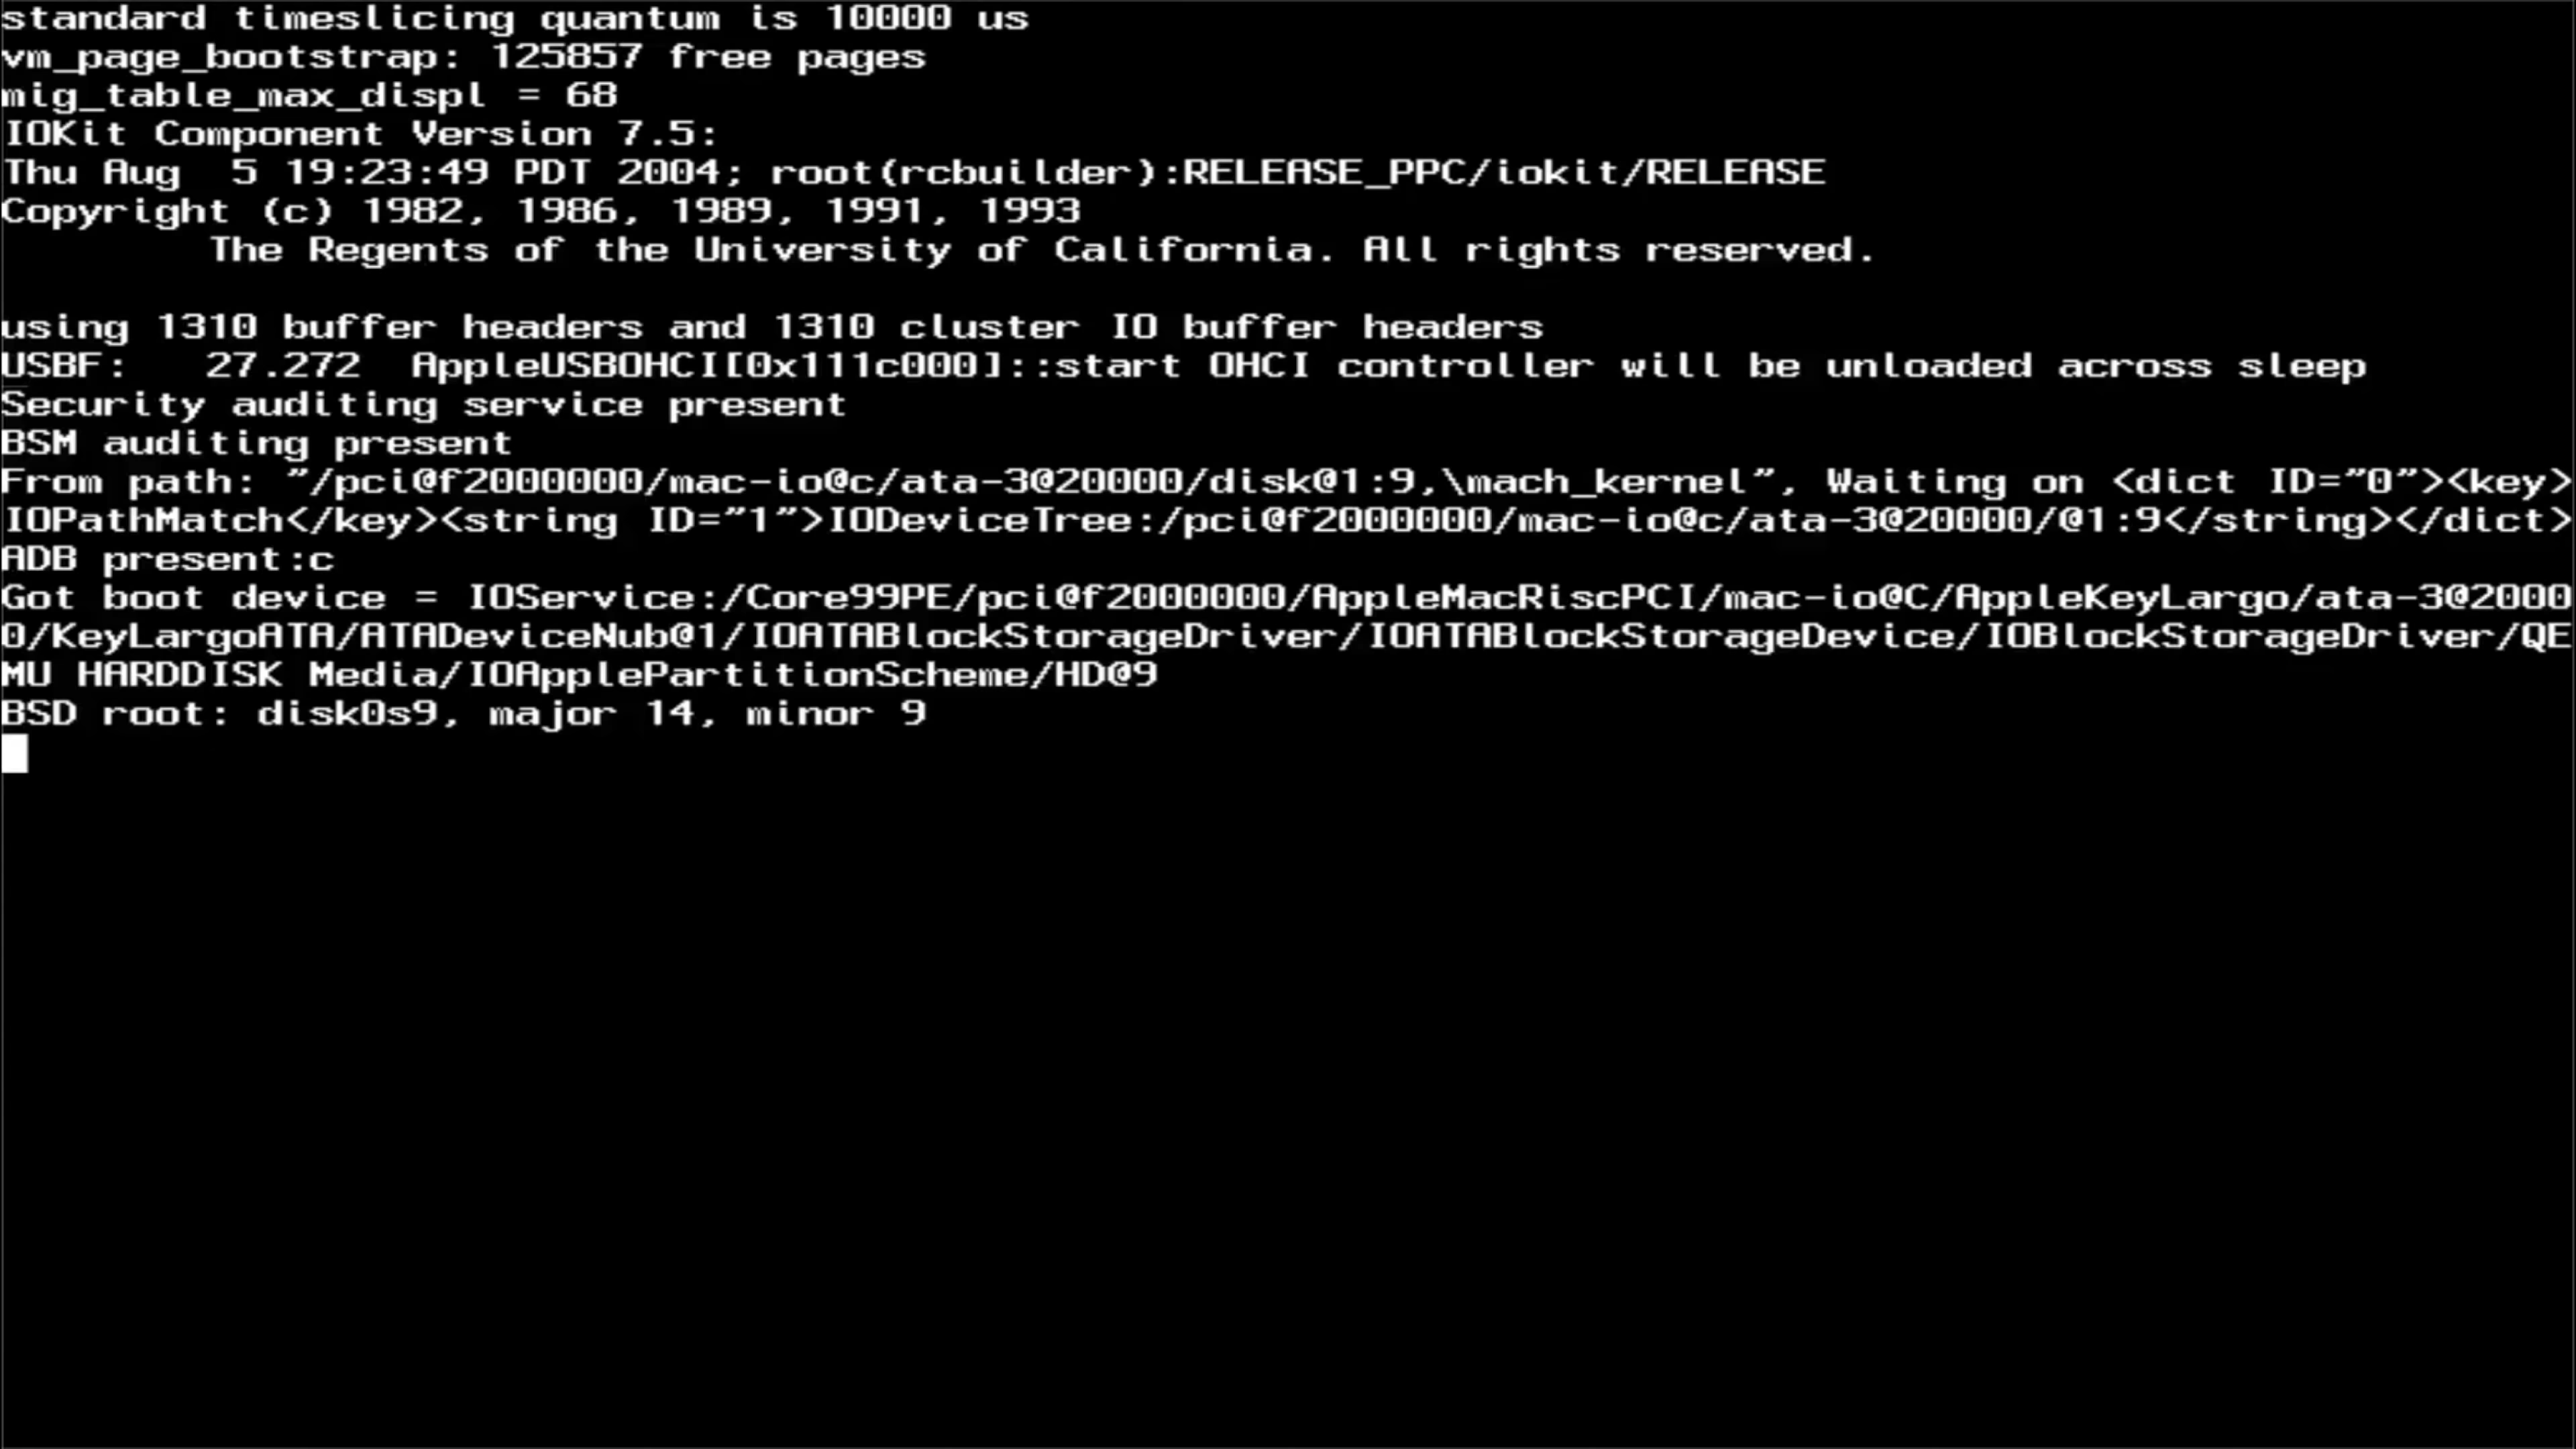 standard timeslicing quantum is 10000 us
vm_page_bootstrap: 125857 free pages
mig_table_max_displ = 68
IOKit Component Version 7.5:
Thu Aug  5 19:23:49 PDT 2004; root(rcbuilder):RELEASE_PPC/iokit/RELEASE
Copyright (c) 1982, 1986, 1989, 1991, 1993
        The Regents of the University of California. All rights reserved.
using 1310 buffer headers and 1310 cluster IO buffer headers
USBF:   27.272  AppleUSBOHCI[0x111c000]::start OHCI controller will be unloaded across sleep
Security auditing service present
BSM auditing present
From path: "/pci@f2000000/mac-io@c/ata-3@20000/disk@1:9,\mach_kernel", Waiting on <dict ID="0"><key>
IOPathMatch</key><string ID="1">IODeviceTree:/pci@f2000000/mac-io@c/ata-3@20000/@1:9</string></dict>
ADB present:c
Got boot device = IOService:/Core99PE/pci@f2000000/AppleMacRiscPCI/mac-io@C/AppleKeyLargo/ata-3@2000
0/KeyLargoATA/ATADeviceNub@1/IOATABlockStorageDriver/IOATABlockStorageDevice/IOBlockStorageDriver/QE
MU HARDDISK Media/IOApplePartitionScheme/HD@9
BSD root: disk0s9, major 14, minor 9